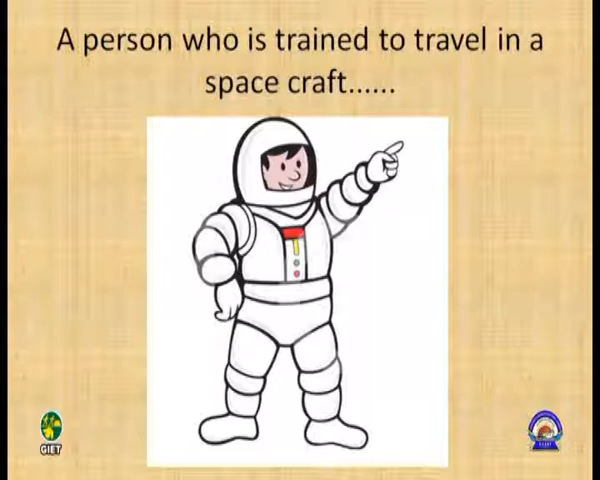 A person who is trained to travel in a
space craft......
GIET